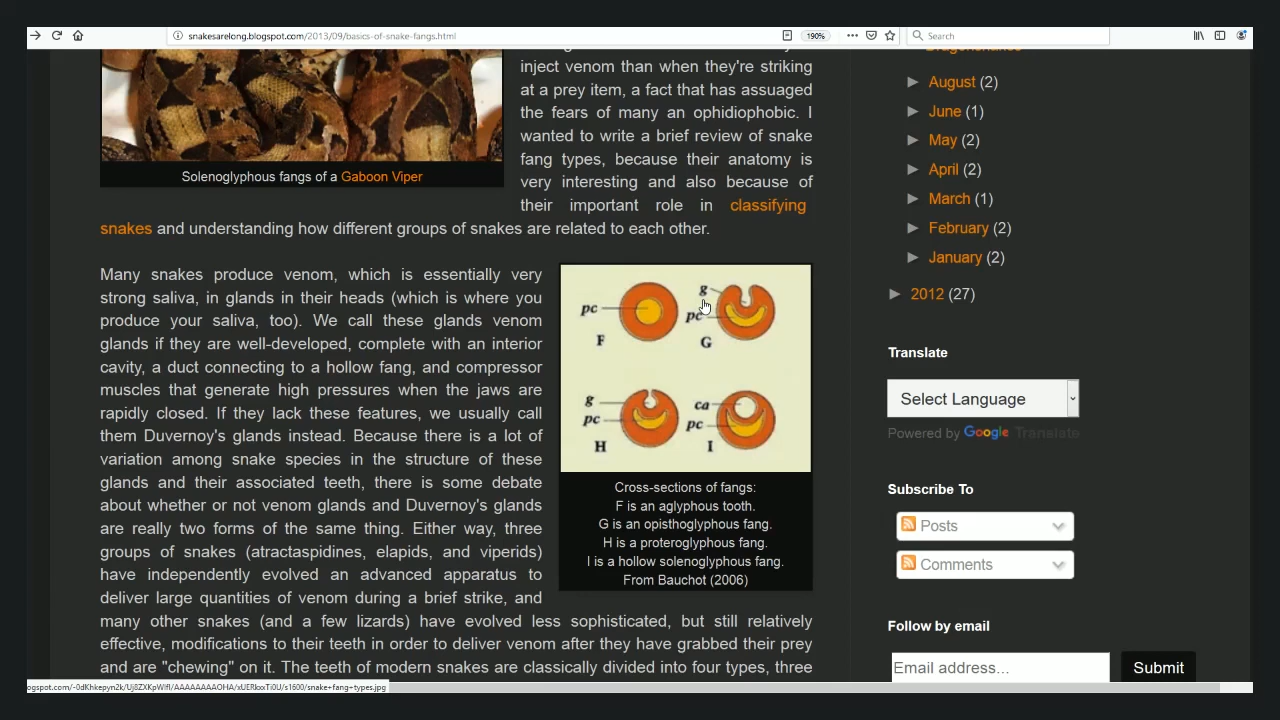 snakesarelong.blogspot.com/2013/09/basics-of-snake-fangs.html
190%
Search
inject venom than when they're striking
at a prey item, a fact that has assuaged
the fears of many an ophidiophobic. I
wanted to write a brief review of snake
fang types, because their anatomy is
very interesting and also because of
their important role in classifying
snakes and understanding how different groups of snakes are related to each other.
Solenoglyphous fangs of a Gaboon Viper
Many snakes produce venom, which is essentially very
strong saliva, in glands in their heads (which is where you
produce your saliva, too). We call these glands venom
glands if they are well-developed, complete with an interior
cavity, a duct connecting to a hollow fang, and compressor
muscles that generate high pressures when the jaws are
rapidly closed. If they lack these features, we usually call
them Duvernoy's glands instead. Because there is a lot of
variation among snake species in the structure of these
glands and their associated teeth, there is some debate
about whether or not venom glands and Duvernoy's glands
are really two forms of the same thing. Either way, three
groups of snakes (atractaspidines, elapids, and viperids)
have independently evolved an advanced apparatus to
deliver large quantities of venom during a brief strike, and
many other snakes (and a few lizards) have evolved less sophisticated, but still relatively
effective, modifications to their teeth in order to deliver venom after they have grabbed their prey
and are "chewing" on it. The teeth of modern snakes are classically divided into four types, three
pc
F
g
pc
G
g
pc
H
ca
pc
I
Cross-sections of fangs:
F is an aglyphous tooth.
G is an opisthoglyphous fang.
H is a proteroglyphous fang.
I is a hollow solenoglyphous fang.
From Bauchot (2006)
► August (2)
► June (1)
► May (2)
► April (2)
► March (1)
► February (2)
► January (2)
► 2012 (27)
Translate
Select Language
Powered by Google Translate
Subscribe To
Posts
Comments
Follow by email
Email address...
Submit